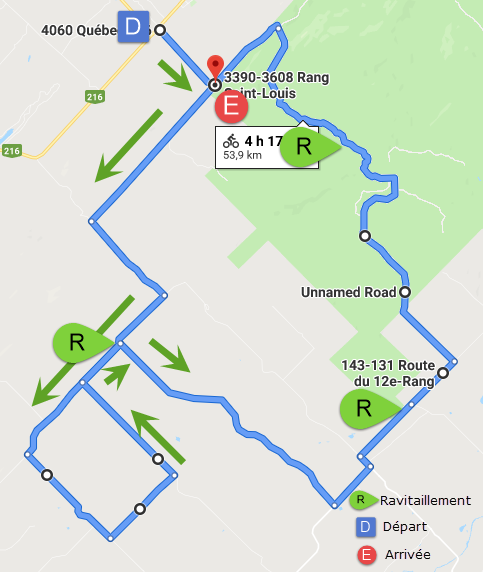 4060 Québec
D
6
3390-3608 Rang
Saint-Louis
E
216
4 h 17
53,9 km
R
216
Unnamed Road
R
143-131 Route
du 12e-Rang
R
R Ravitaillement
D Départ
E Arrivée